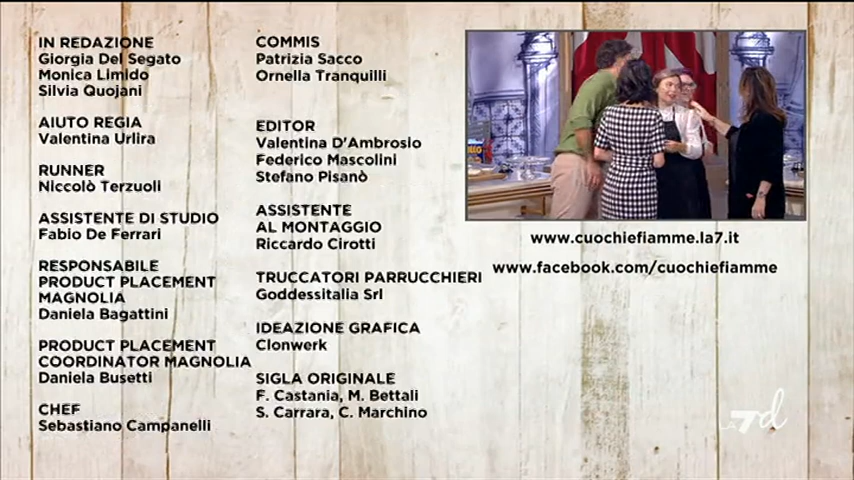 IN REDAZIONE
Giorgia Del Segato
Monica Limido
Silvia Quojani
AIUTO REGIA
Valentina Urlira
RUNNER
Niccolò Terzuoli
ASSISTENTE DI STUDIO
Fabio De Ferrari
RESPONSABILE
PRODUCT PLACEMENT
MAGNOLIA
Daniela Bagattini
PRODUCT PLACEMENT
COORDINATOR MAGNOLIA
Daniela Busetti
CHEF
Sebastiano Campanelli
COMMIS
Patrizia Sacco
Ornella Tranquilli
EDITOR
Valentina D'Ambrosio
Federico Mascolini
Stefano Pisanò
ASSISTENTE
AL MONTAGGIO
Riccardo Cirotti
TRUCCATORI PARRUCCHIERI
Goddessitalia Srl
IDEAZIONE GRAFICA
Clonwerk
SIGLA ORIGINALE
F. Castania, M. Bettali
S. Carrara, C. Marchino
www.cuochiefiamme.la7.it
www.facebook.com/cuochiefiamme
LA7d